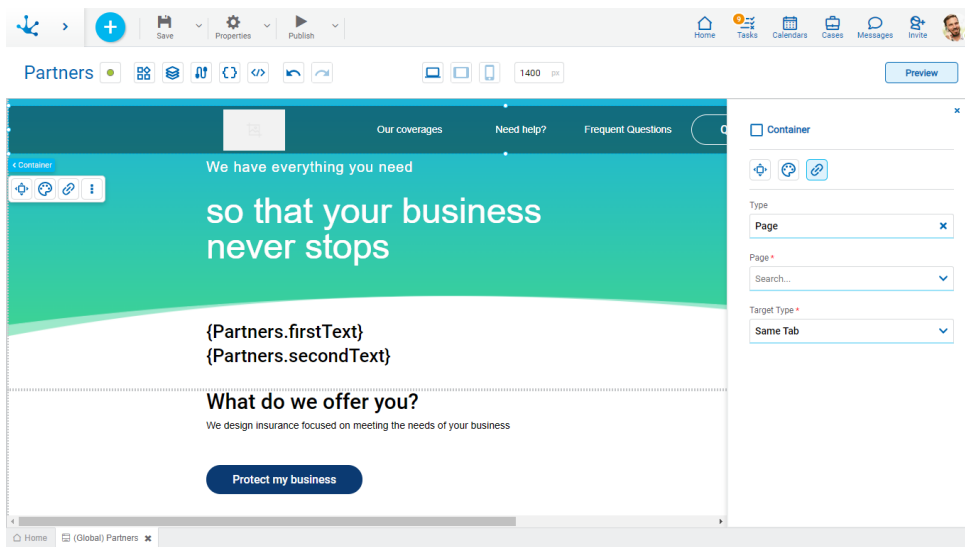 Save
Properties
Publish
Home
9
Tasks
Calendars
Cases
Messages
Invite
Partners
1400 px
Preview
Our coverages
Need help?
Frequent Questions
Q
Container
Container
We have everything you need
so that your business
never stops
Type
Page
Page *
Search...
Target Type *
Same Tab
{Partners.firstText}
{Partners.secondText}
What do we offer you?
We design insurance focused on meeting the needs of your business
Protect my business
Home
(Global) Partners